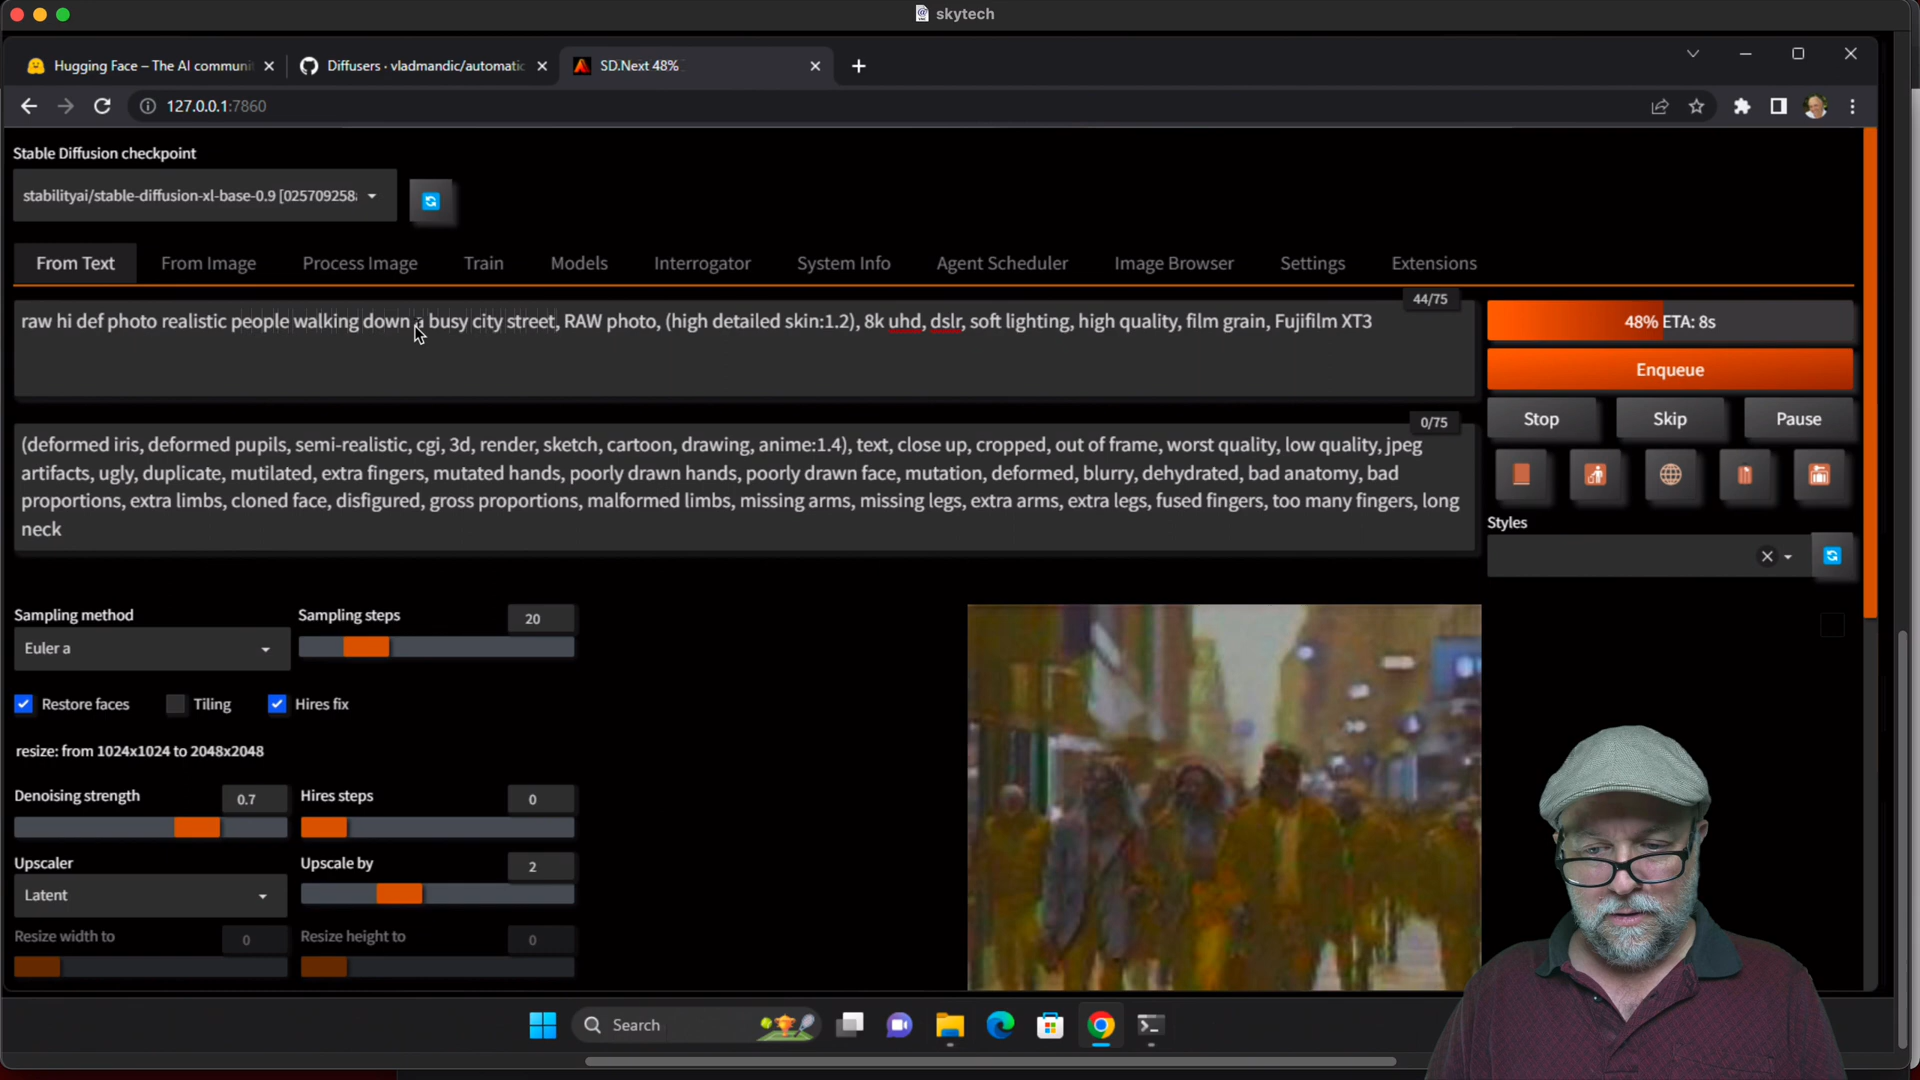 skytech
Hugging Face – The AI communi
Diffusers · vladmandic/automatic
SD.Next 48%
127.0.0.1:7860
Stable Diffusion checkpoint
stabilityai/stable-diffusion-xl-base-0.9 [025709258
From Text
From Image
Process Image
Train
Models
Interrogator
System Info
Agent Scheduler
Image Browser
Settings
Extensions
44/75
raw hi def photo realistic people walking down a busy city street, RAW photo, (high detailed skin:1.2), 8k uhd, dslr, soft lighting, high quality, film grain, Fujifilm XT3
48% ETA: 8s
Enqueue
0/75
Stop
Skip
Pause
(deformed iris, deformed pupils, semi-realistic, cgi, 3d, render, sketch, cartoon, drawing, anime:1.4), text, close up, cropped, out of frame, worst quality, low quality, jpeg
artifacts, ugly, duplicate, mutilated, extra fingers, mutated hands, poorly drawn hands, poorly drawn face, mutation, deformed, blurry, dehydrated, bad anatomy, bad
proportions, extra limbs, cloned face, disfigured, gross proportions, malformed limbs, missing arms, missing legs, extra arms, extra legs, fused fingers, too many fingers, long
neck
Styles
Sampling method
Sampling steps
20
Euler a
Restore faces
Tiling
Hires fix
resize: from 1024x1024 to 2048x2048
Denoising strength
0.7
Hires steps
0
Upscaler
Upscale by
2
Latent
Resize width to
0
Resize height to
0
Search